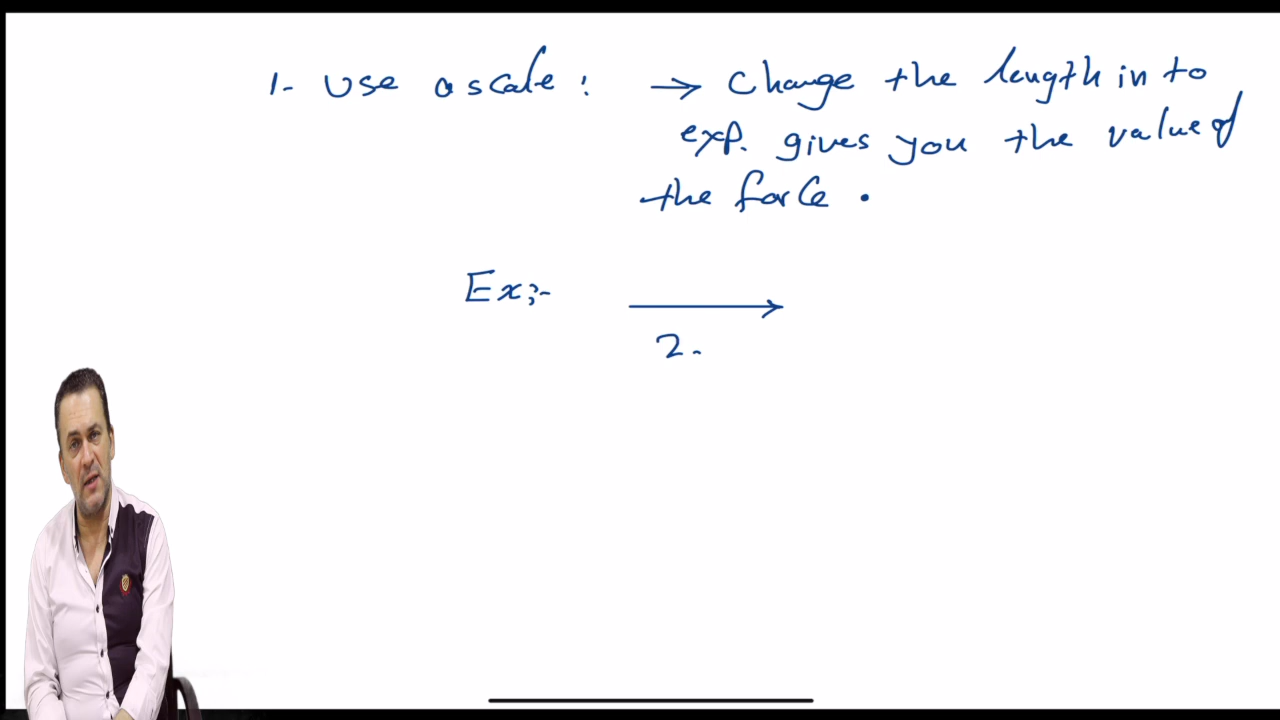 1- Use a scale : → Change the length in to
exp. gives you the value of
the force .
Ex:-
2.